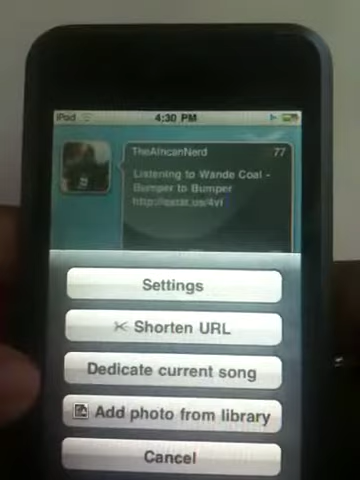 iPod 4:30 PM
TheAfricanNerd 77
Listening to Wande Coal -
Bumper to Bumper
Settings
Shorten URL
Dedicate current song
Add photo from library
Cancel